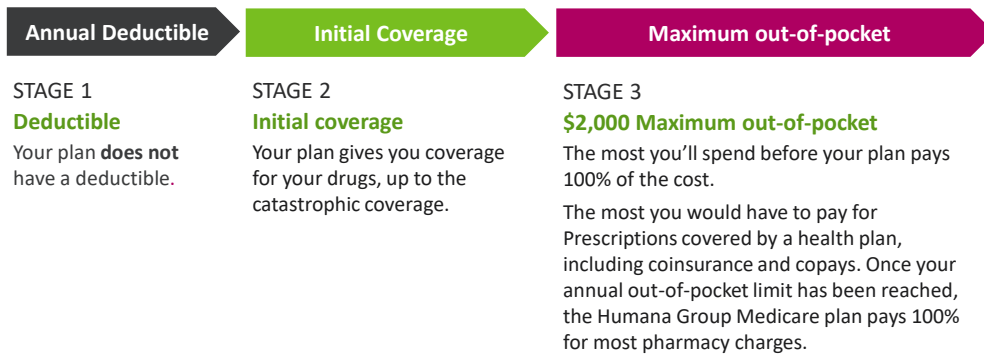 Annual Deductible
Initial Coverage
Maximum out-of-pocket
STAGE 1
Deductible
Your plan does not
have a deductible.
STAGE 2
Initial coverage
Your plan gives you coverage
for your drugs, up to the
catastrophic coverage.
STAGE 3
$2,000 Maximum out-of-pocket
The most you’ll spend before your plan pays
100% of the cost.
The most you would have to pay for
Prescriptions covered by a health plan,
including coinsurance and copays. Once your
annual out-of-pocket limit has been reached,
the Humana Group Medicare plan pays 100%
for most pharmacy charges.